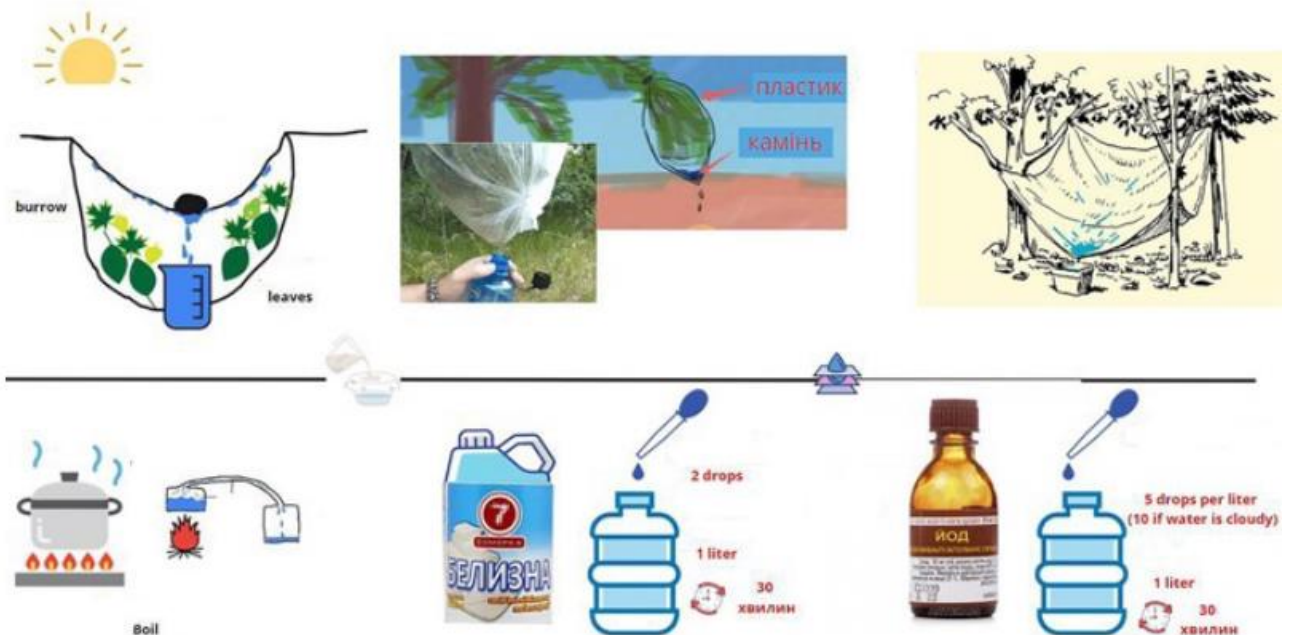 пластик
камінь
burrow
leaves
2 drops
1 liter
30
хвилин
7
БЕЛИЗНА
5 drops per liter
(10 if water is cloudy)
ЙОД
1 liter
30
хвилин
Boil